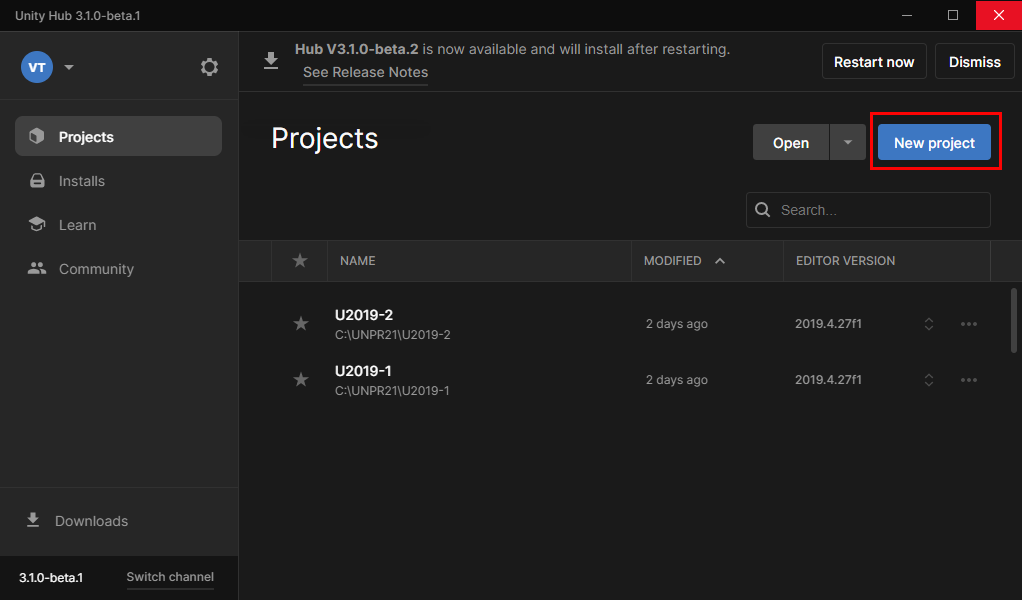 Unity Hub 3.1.0-beta.1
VT
Hub V3.1.0-beta.2 is now available and will install after restarting.
See Release Notes
Restart now
Dismiss
Projects
Installs
Learn
Community
Downloads
3.1.0-beta.1
Switch channel
Projects
Open
New project
Search...
NAME
MODIFIED
EDITOR VERSION
U2019-2
C:\UNPR21\U2019-2
2 days ago
2019.4.27f1
U2019-1
C:\UNPR21\U2019-1
2 days ago
2019.4.27f1